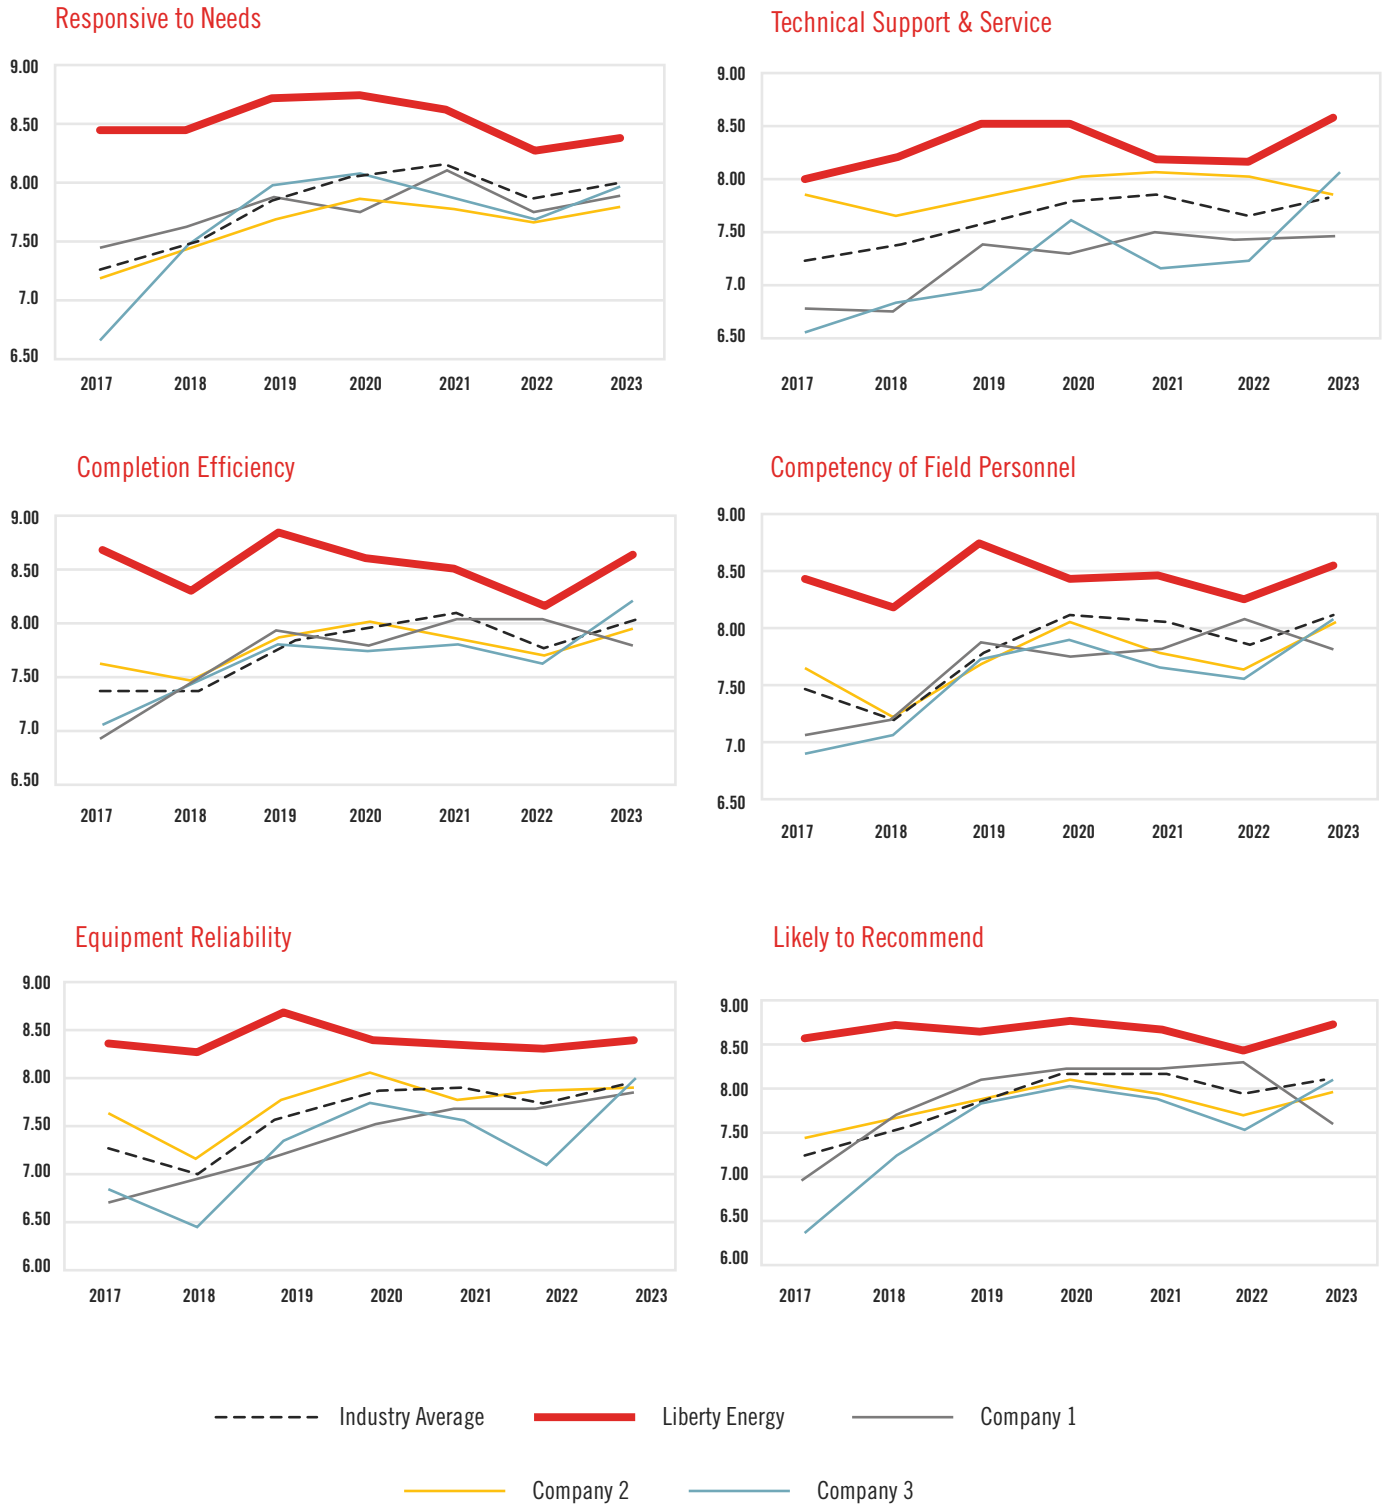 Responsive to Needs
9.00
8.50
8.00
7.50
7.0
6.50
2017 2018 2019 2020 2021 2022 2023
Technical Support & Service
9.00
8.50
8.00
7.50
7.0
6.50
2017 2018 2019 2020 2021 2022 2023
Completion Efficiency
9.00
8.50
8.00
7.50
7.0
6.50
2017 2018 2019 2020 2021 2022 2023
Competency of Field Personnel
9.00
8.50
8.00
7.50
7.0
6.50
2017 2018 2019 2020 2021 2022 2023
Equipment Reliability
9.00
8.50
8.00
7.50
7.00
6.50
6.00
2017 2018 2019 2020 2021 2022 2023
Likely to Recommend
9.00
8.50
8.00
7.50
7.00
6.50
6.00
2017 2018 2019 2020 2021 2022 2023
Industry Average Liberty Energy Company 1
Company 2 Company 3